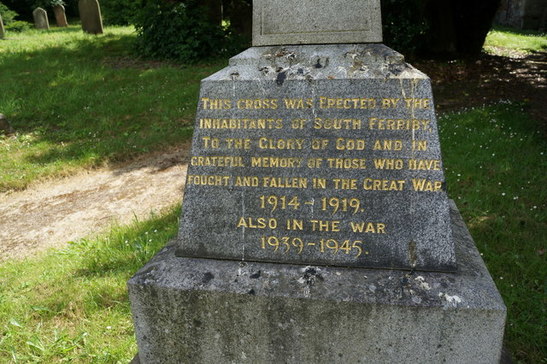 THIS CROSS WAS ERECTED BY THE
INHABITANTS OF SOUTH FERRIBY,
TO THE GLORY OF GOD AND IN
GRATEFUL MEMORY OF THOSE WHO HAVE
FOUGHT AND FALLEN IN THE GREAT WAR
1914-1919.
ALSO IN THE WAR
1939-1945.